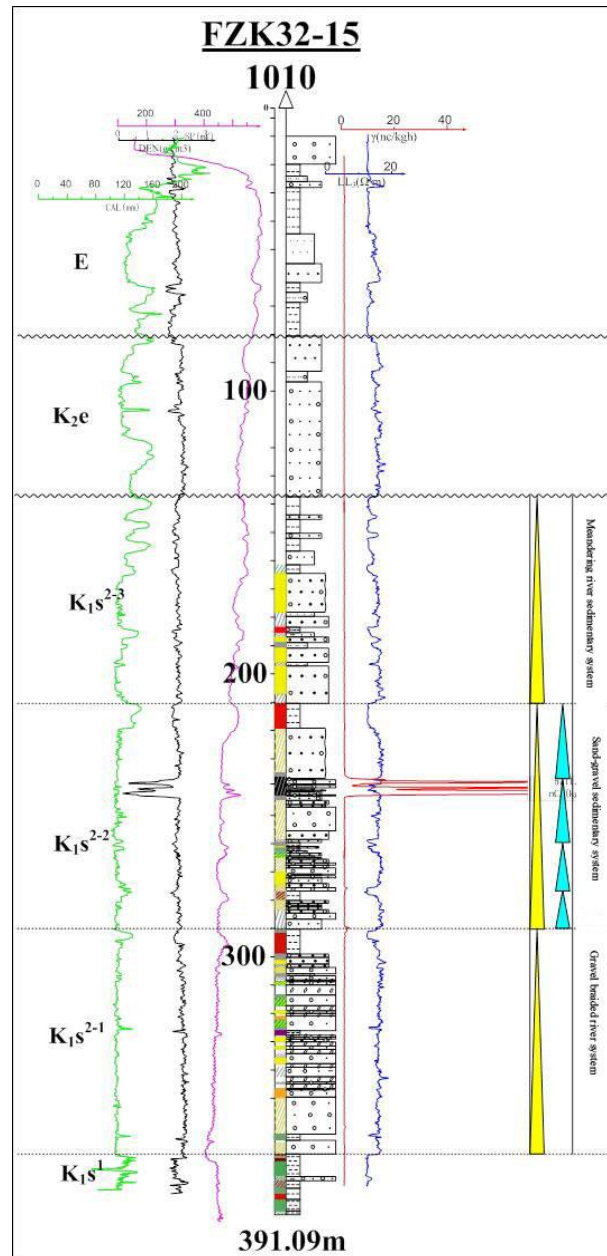 FZK32-15
1010
0
200
400
0
SP(mv)
DEN(
0
20
40
γ(nc/kgh)
0
20
LL3(Ω·m)
0
40
80
120
160
200
CAL(mm)
E
100
K₂e
K₁s²⁻³
Meandering river sedimentary system
200
K₁s²⁻²
Sand-gravel sedimentary system
300
K₁s²⁻¹
Gravel braided river system
K₁s¹
391.09m